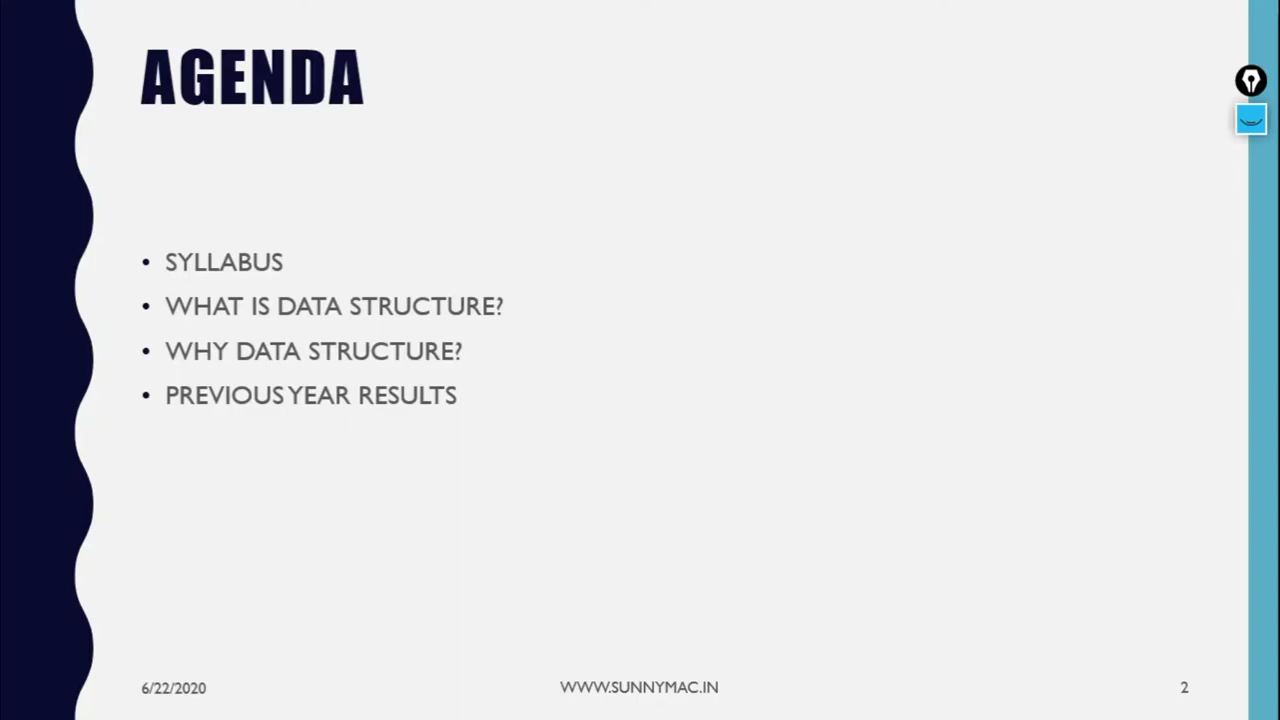 AGENDA
• SYLLABUS
• WHAT IS DATA STRUCTURE?
• WHY DATA STRUCTURE?
• PREVIOUS YEAR RESULTS
6/22/2020 WWW.SUNNYMAC.IN 2